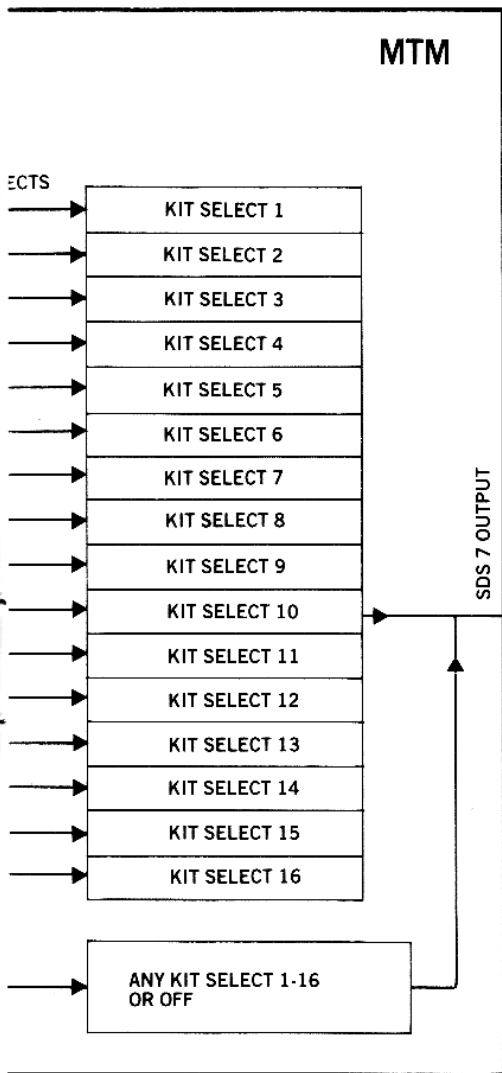 MTM
ECTS
KIT SELECT 1
KIT SELECT 2
KIT SELECT 3
KIT SELECT 4
KIT SELECT 5
KIT SELECT 6
KIT SELECT 7
KIT SELECT 8
KIT SELECT 9
KIT SELECT 10
KIT SELECT 11
KIT SELECT 12
KIT SELECT 13
KIT SELECT 14
KIT SELECT 15
KIT SELECT 16
SDS 7 OUTPUT
ANY KIT SELECT 1-16
OR OFF